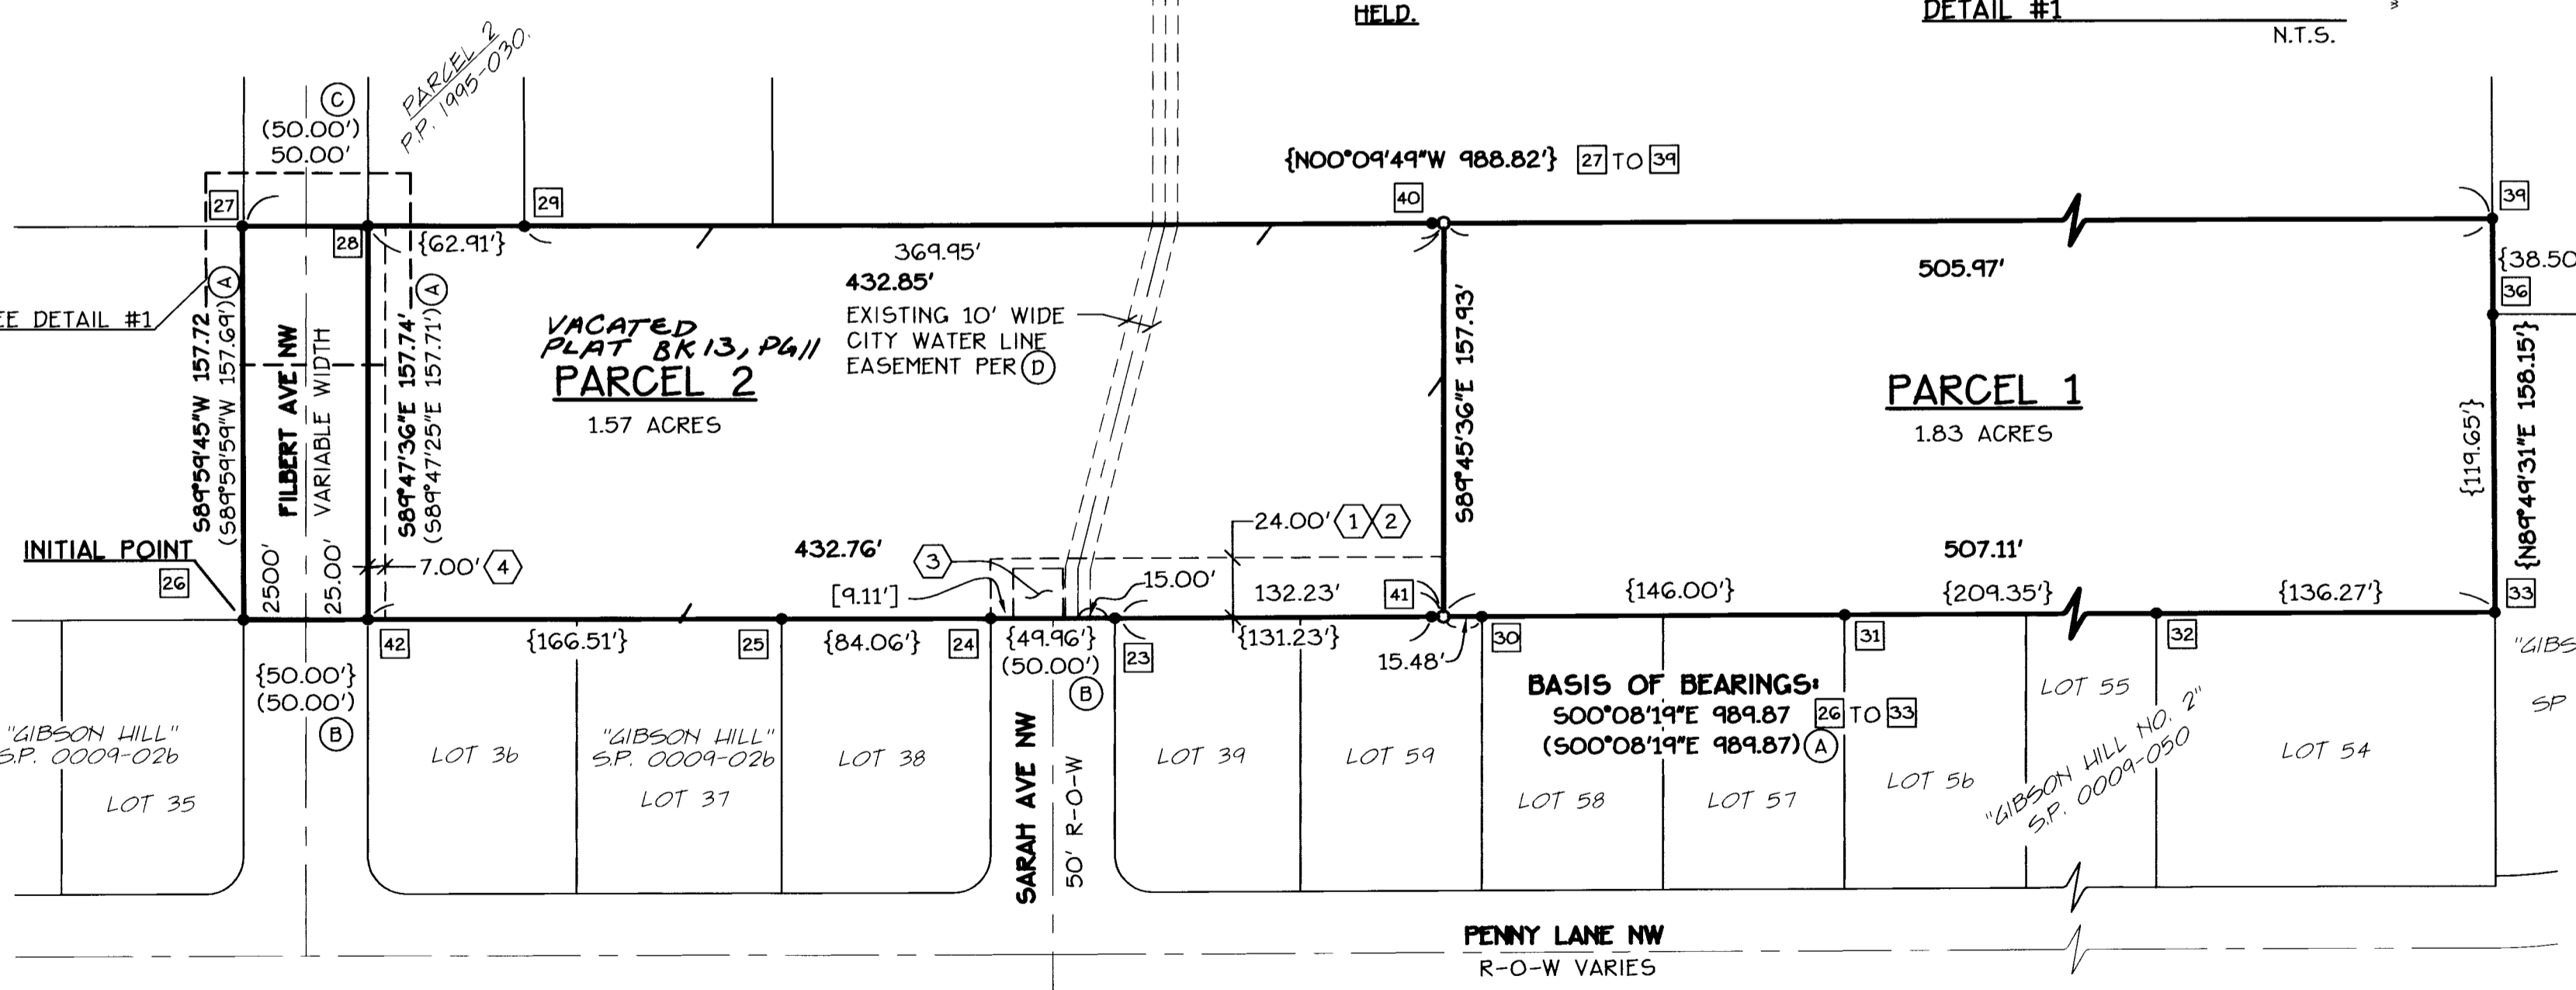 HELD.
DETAIL #1
N.T.S.
PARCEL 2
P.P. 1995-030.
C
(50.00')
50.00'
{N00°09'49"W 988.82'} 27 TO 39
27
28
29
40
39
{62.91'}
369.95'
432.85'
505.97'
{38.50
36
EE DETAIL #1
S89°59'45"W 157.72
(S89°59'59"W 157.69') A
FILBERT AVE NW
VARIABLE WIDTH
S89°47'36"E 157.74'
(S89°47'25"E 157.71') A
VACATED
PLAT BK 13, PG 11
PARCEL 2
1.57 ACRES
EXISTING 10' WIDE
CITY WATER LINE
EASEMENT PER D
S89°45'36"E 157.93'
PARCEL 1
1.83 ACRES
{119.65'}
{N89°49'31"E 158.15'}
INITIAL POINT
26
2500'
25.00'
7.00' 4
432.76'
3
[9.11']
24.00' 1 2
15.00'
132.23'
41
507.11'
{146.00'}
{209.35'}
{136.27'}
33
42
{166.51'}
25
{84.06'}
24
{49.96'}
(50.00')
B
23
{131.23'}
15.48'
30
31
32
{50.00'}
(50.00')
B
BASIS OF BEARINGS:
S00°08'19"E 989.87 26 TO 33
(S00°08'19"E 989.87) A
"GIBSON HILL"
S.P. 0009-026
LOT 35
LOT 36
"GIBSON HILL"
S.P. 0009-026
LOT 37
LOT 38
SARAH AVE NW
50' R-O-W
LOT 39
LOT 59
LOT 58
LOT 57
LOT 56
LOT 55
"GIBSON HILL NO. 2"
S.P. 0009-050
LOT 54
"GIBS
SP
PENNY LANE NW
R-O-W VARIES